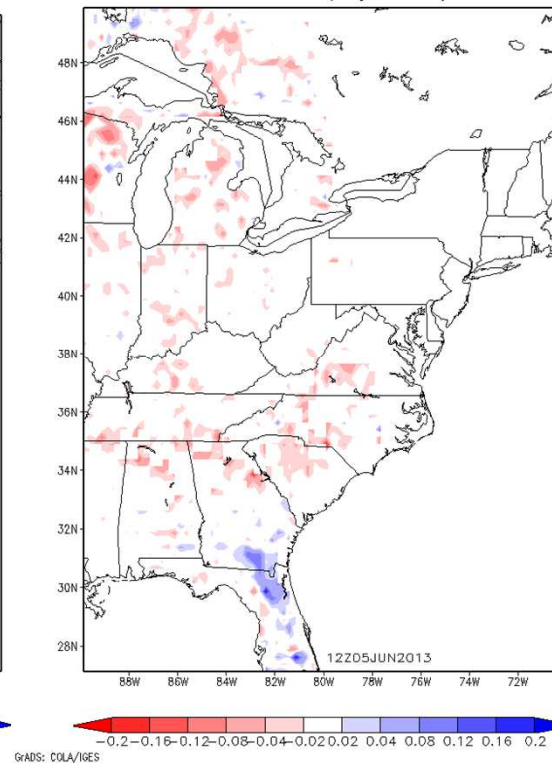 48N
46N
44N
42N
40N
38N
36N
34N
32N
30N
28N
12Z05JUN2013
88W 86W 84W 82W 80W 78W 76W 74W 72W
-0.2 -0.16 -0.12 -0.08 -0.04 -0.02 0.02 0.04 0.08 0.12 0.16 0.2
GrADS: COLA/IGES